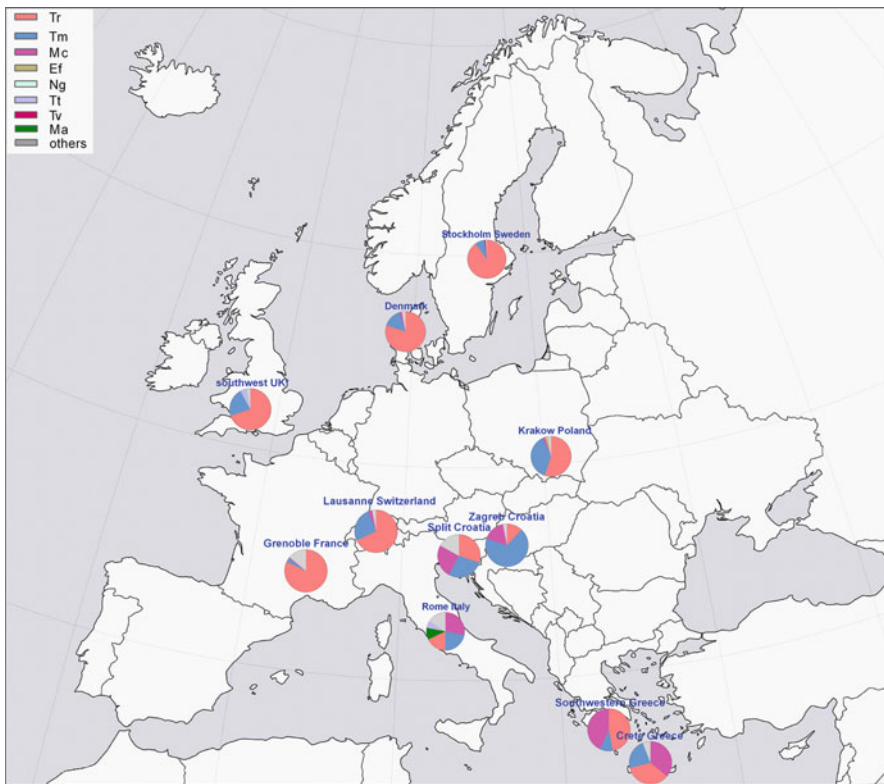 Tr
Tm
Mc
Ef
Ng
Tt
Tv
Ma
others
Stockholm Sweden
Denmark
southwest UK
Krakow Poland
Lausanne Switzerland
Zagreb Croatia
Split Croatia
Grenoble France
Rome Italy
Southwestern Greece
Crete Greece